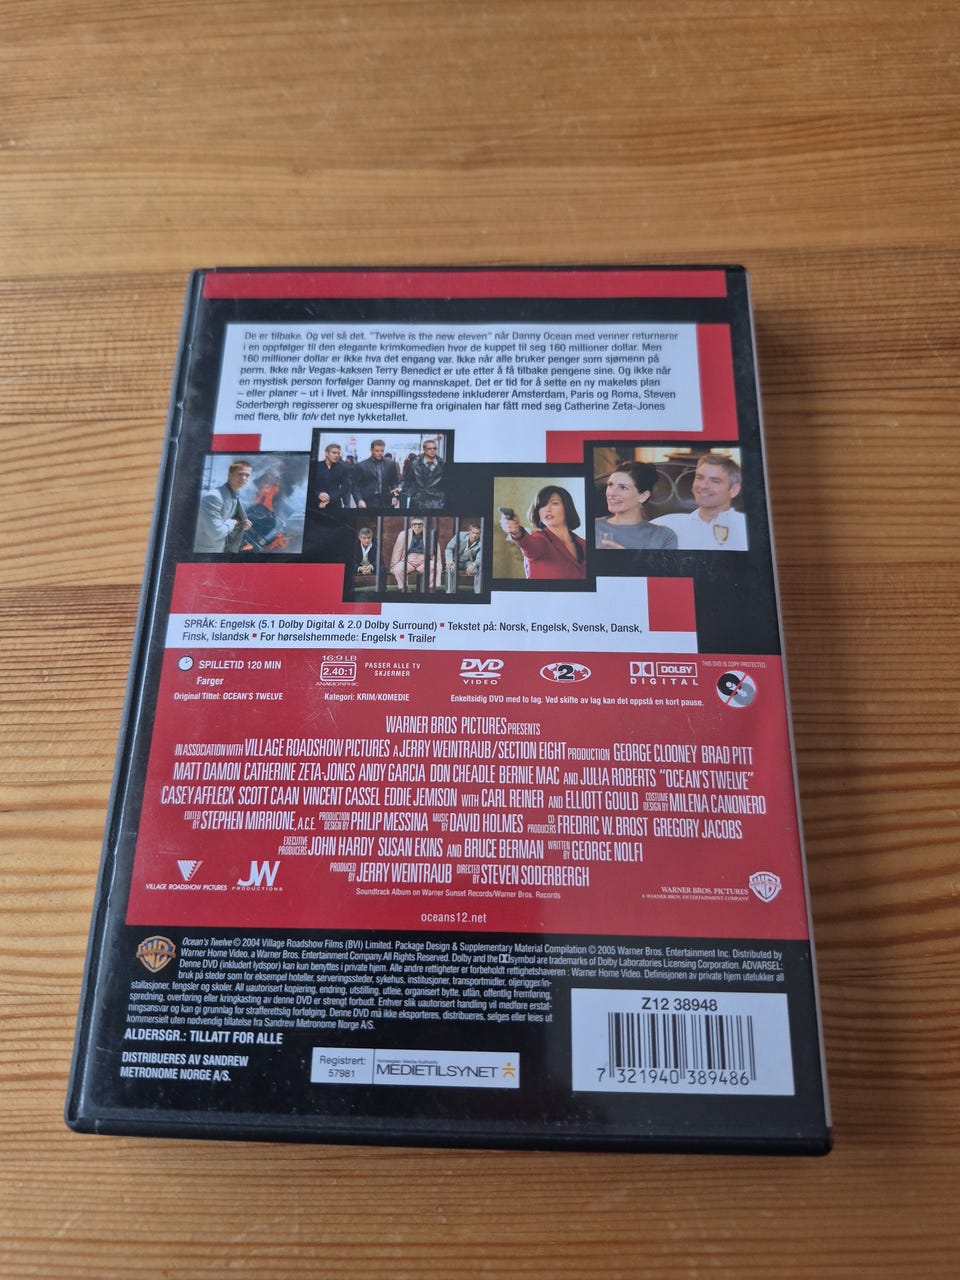 De er tilbake. Og vel så det. "Twelve is the new eleven" når Danny Ocean med venner returnerer
i en oppfølger til den elegante krimkomedien hvor de kuppet til seg 160 millioner dollar. Men
160 millioner dollar er ikke hva det engang var. Ikke når alle bruker penger som sjømenn på
perm. Ikke når Vegas-kaksen Terry Benedict er ute etter å få tilbake pengene sine. Og ikke når
en mystisk person forfølger Danny og mannskapet. Det er tid for å sette en ny makeløs plan
– eller planer – ut i livet. Når innspillingsstedene inkluderer Amsterdam, Paris og Roma, Steven
Soderbergh regisserer og skuespillerne fra originalen har fått med seg Catherine Zeta-Jones
med flere, blir tolv det nye lykketallet.
SPRÅK: Engelsk (5.1 Dolby Digital & 2.0 Dolby Surround) ▪ Tekstet på: Norsk, Engelsk, Svensk, Dansk,
Finsk, Islandsk ▪ For hørselshemmede: Engelsk ▪ Trailer
SPILLETID 120 MIN
Farger
Original Tittel: OCEAN'S TWELVE
16:9 LB
2.40:1
ANAMORPHIC
PASSER ALLE TV
SKJERMER
Kategori: KRIM/KOMEDIE
DVD
VIDEO
2
DOLBY
DIGITAL
THIS DVD IS COPY PROTECTED
Enkeltsidig DVD med to lag. Ved skifte av lag kan det oppstå en kort pause.
WARNER BROS PICTURES PRESENTS
IN ASSOCIATION WITH VILLAGE ROADSHOW PICTURES A JERRY WEINTRAUB/SECTION EIGHT PRODUCTION GEORGE CLOONEY BRAD PITT
MATT DAMON CATHERINE ZETA-JONES ANDY GARCIA DON CHEADLE BERNIE MAC AND JULIA ROBERTS "OCEAN'S TWELVE"
CASEY AFFLECK SCOTT CAAN VINCENT CASSEL EDDIE JEMISON WITH CARL REINER AND ELLIOTT GOULD COSTUME DESIGN BY MILENA CANONERO
EDITED BY STEPHEN MIRRIONE, A.C.E. PRODUCTION DESIGN BY PHILIP MESSINA MUSIC BY DAVID HOLMES CO-PRODUCERS FREDRIC W. BROST GREGORY JACOBS
EXECUTIVE PRODUCERS JOHN HARDY SUSAN EKINS AND BRUCE BERMAN WRITTEN BY GEORGE NOLFI
PRODUCED BY JERRY WEINTRAUB DIRECTED BY STEVEN SODERBERGH
Soundtrack Album on Warner Sunset Records/Warner Bros. Records
VILLAGE ROADSHOW PICTURES
JW
PRODUCTIONS
WARNER BROS. PICTURES
A WARNER BROS. ENTERTAINMENT COMPANY
oceans12.net
Ocean's Twelve © 2004 Village Roadshow Films (BVI) Limited. Package Design & Supplementary Material Compilation © 2005 Warner Bros. Entertainment Inc. Distributed by
Warner Home Video, a Warner Bros. Entertainment Company. All Rights Reserved. Dolby and the symbol are trademarks of Dolby Laboratories Licensing Corporation. ADVARSEL:
Denne DVD (inkludert lydspor) kan kun benyttes i private hjem. Alle andre rettigheter er forbeholdt rettighetshaveren : Warner Home Video. Definisjonen av private hjem utelukker all
bruk på steder som for eksempel hoteller, serveringssteder, sykehus, institusjoner, transportmidler, oljerigger/in-
stallasjoner, fengsler og skoler. All uautorisert kopiering, endring, utstilling, utleie, organisert bytte, utlån, offentlig fremføring,
spredning, overføring eller kringkasting av denne DVD er strengt forbudt. Enhver slik uautorisert handling vil medføre erstat-
ningsansvar og kan gi grunnlag for strafferettslig forfølging. Denne DVD må ikke eksporteres, distribueres, selges eller leies ut
kommersielt uten nødvendig tillatelse fra Sandrew Metronome Norge A/S.
ALDERSGR.: TILLATT FOR ALLE
DISTRIBUERES AV SANDREW
METRONOME NORGE A/S.
Registrert:
57981
Norwegian Media Authority
MEDIETILSYNET
Z12 38948
7 321940 389486